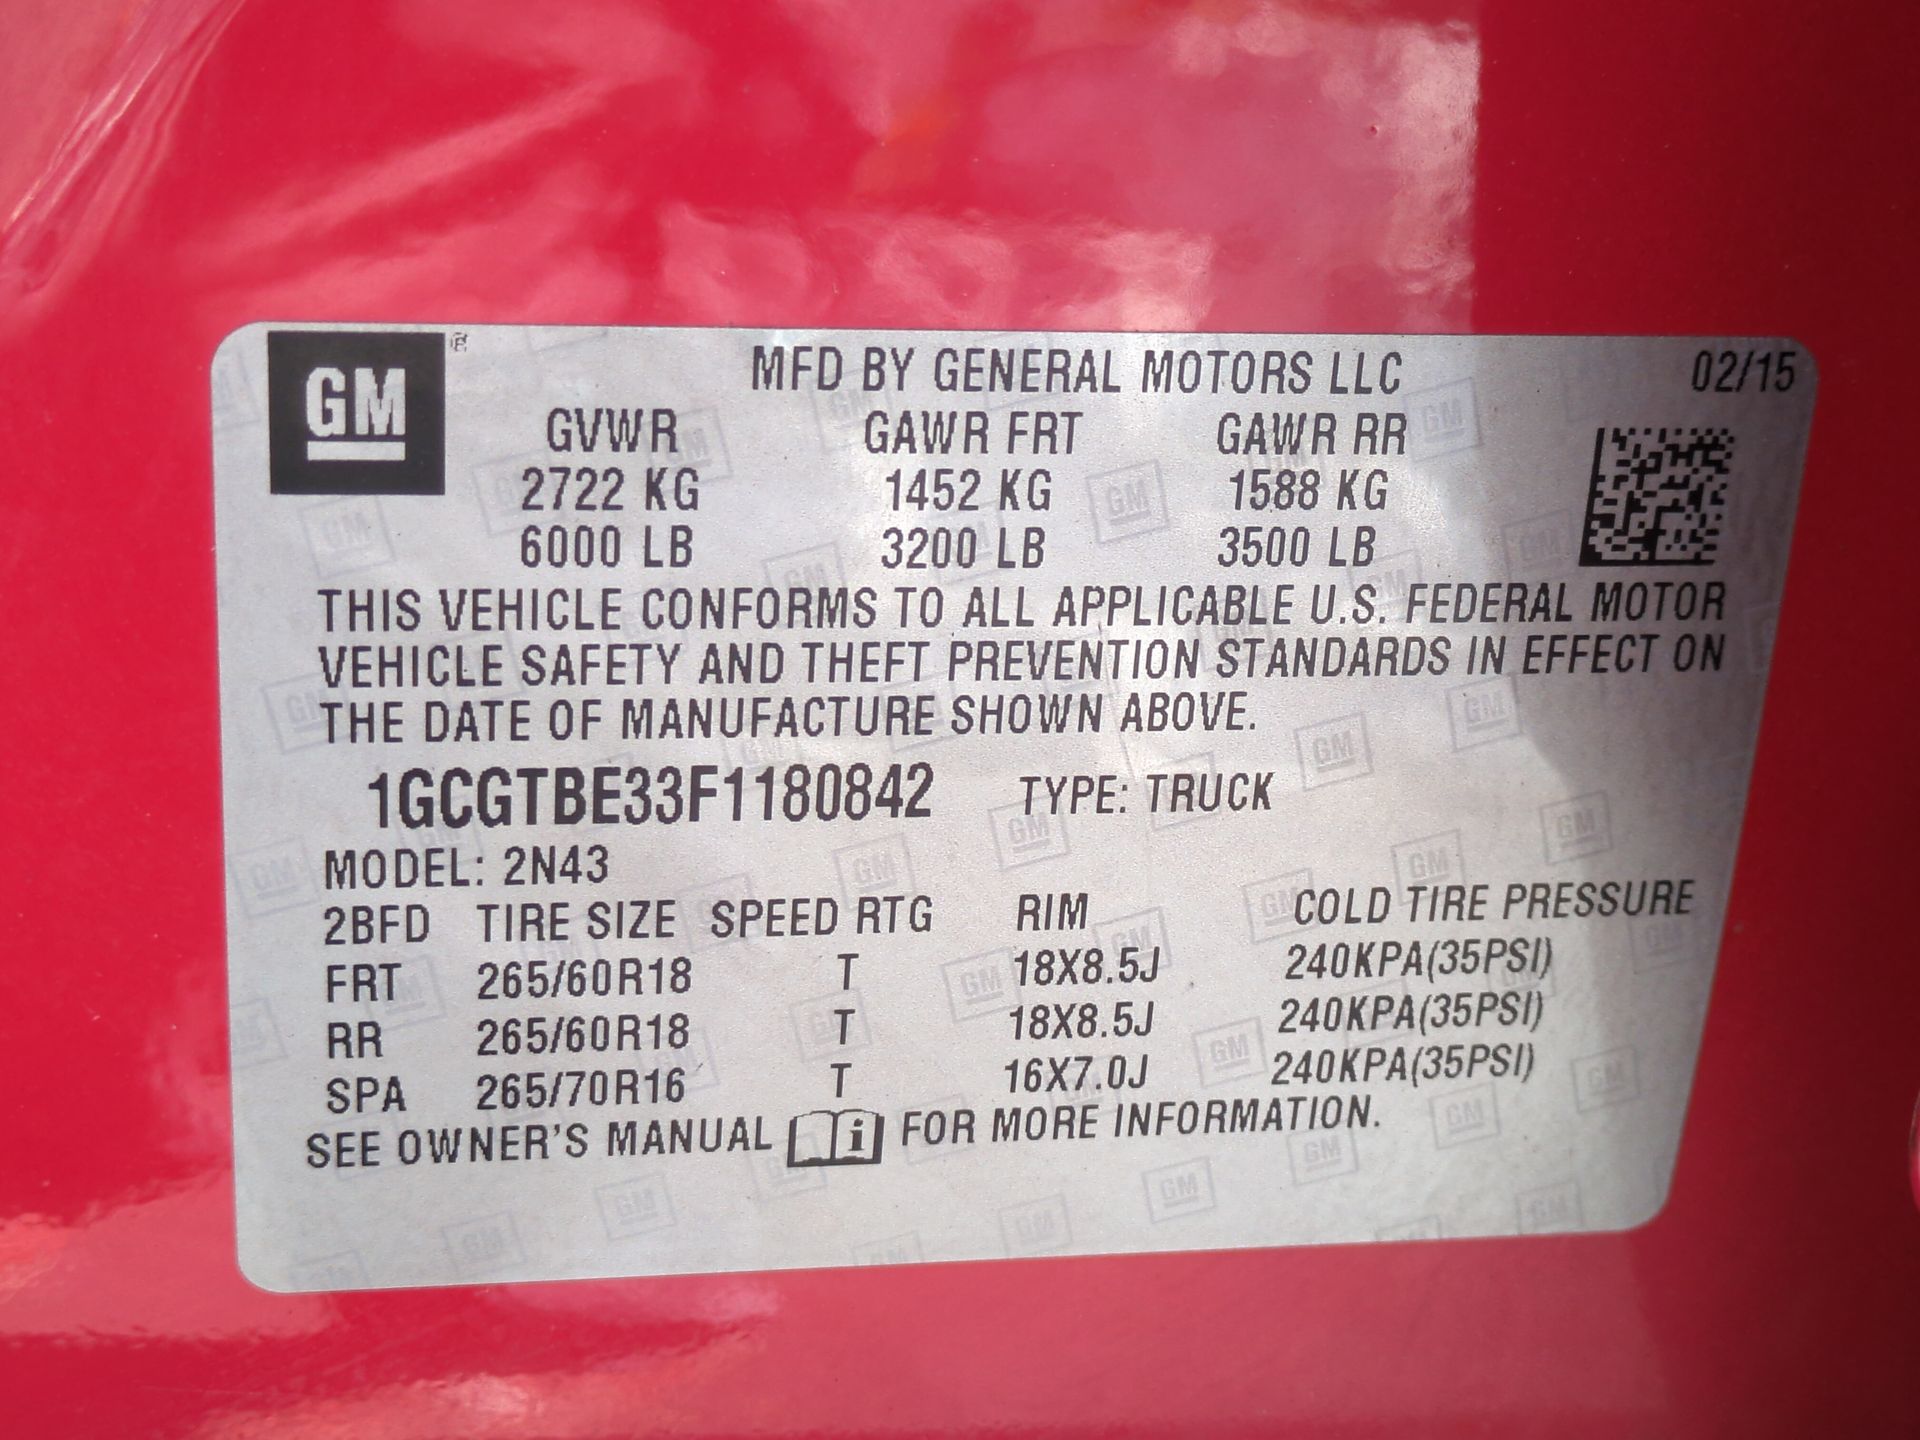 GM ® MFD BY GENERAL MOTORS LLC 02/15
GVWR GAWR FRT GAWR RR
2722 KG 1452 KG 1588 KG
6000 LB 3200 LB 3500 LB
THIS VEHICLE CONFORMS TO ALL APPLICABLE U.S. FEDERAL MOTOR
VEHICLE SAFETY AND THEFT PREVENTION STANDARDS IN EFFECT ON
THE DATE OF MANUFACTURE SHOWN ABOVE.
1GCGTBE33F1180842 TYPE: TRUCK
MODEL: 2N43
2BFD TIRE SIZE SPEED RTG RIM COLD TIRE PRESSURE
FRT 265/60R18 T 18X8.5J 240KPA(35PSI)
RR 265/60R18 T 18X8.5J 240KPA(35PSI)
SPA 265/70R16 T 16X7.0J 240KPA(35PSI)
SEE OWNER'S MANUAL i FOR MORE INFORMATION.